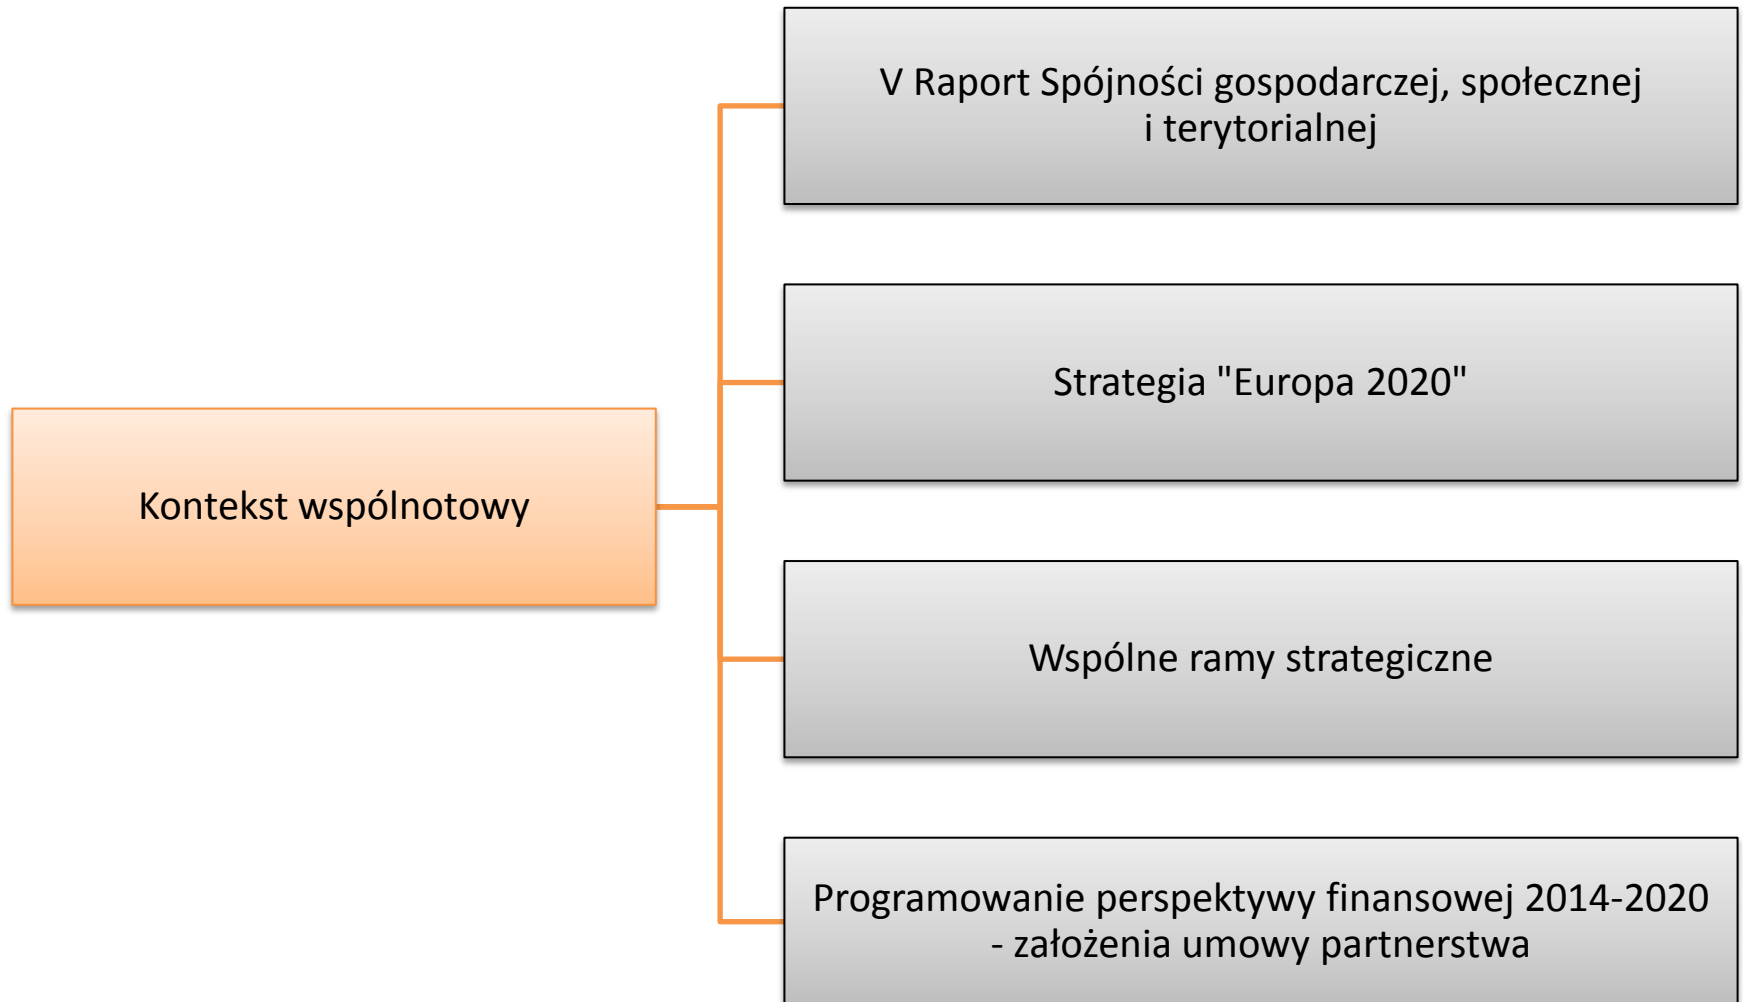 V Raport Spójności gospodarczej, społecznej
i terytorialnej
Strategia "Europa 2020"
Kontekst wspólnotowy
Wspólne ramy strategiczne
Programowanie perspektywy finansowej 2014-2020
- założenia umowy partnerstwa